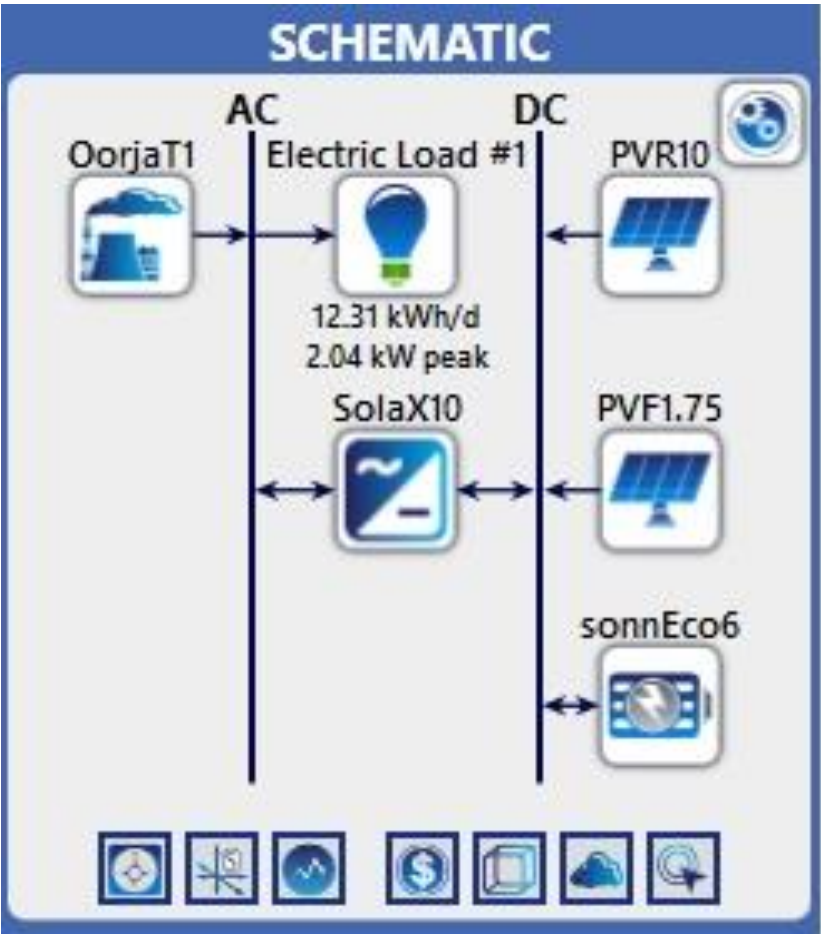 SCHEMATIC
AC DC
OorjaT1 Electric Load #1 PVR10
12.31 kWh/d
2.04 kW peak
SolaX10 PVF1.75
sonnEco6